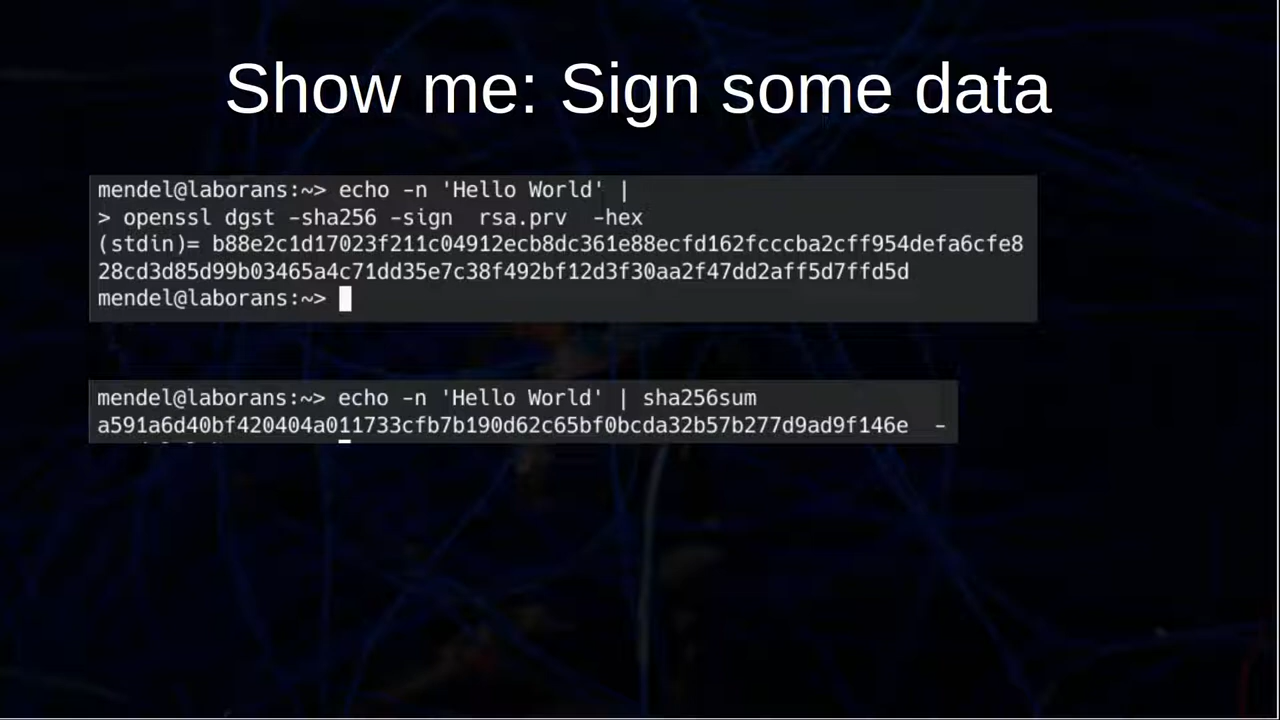 Show me: Sign some data
mendel@laborans:~> echo -n 'Hello World' |
> openssl dgst -sha256 -sign  rsa.prv  -hex
(stdin)= b88e2c1d17023f211c04912ecb8dc361e88ecfd162fcccba2cff954defa6cfe8
28cd3d85d99b03465a4c71dd35e7c38f492bf12d3f30aa2f47dd2aff5d7ffd5d
mendel@laborans:~>
mendel@laborans:~> echo -n 'Hello World' | sha256sum
a591a6d40bf420404a011733cfb7b190d62c65bf0bcda32b57b277d9ad9f146e  -